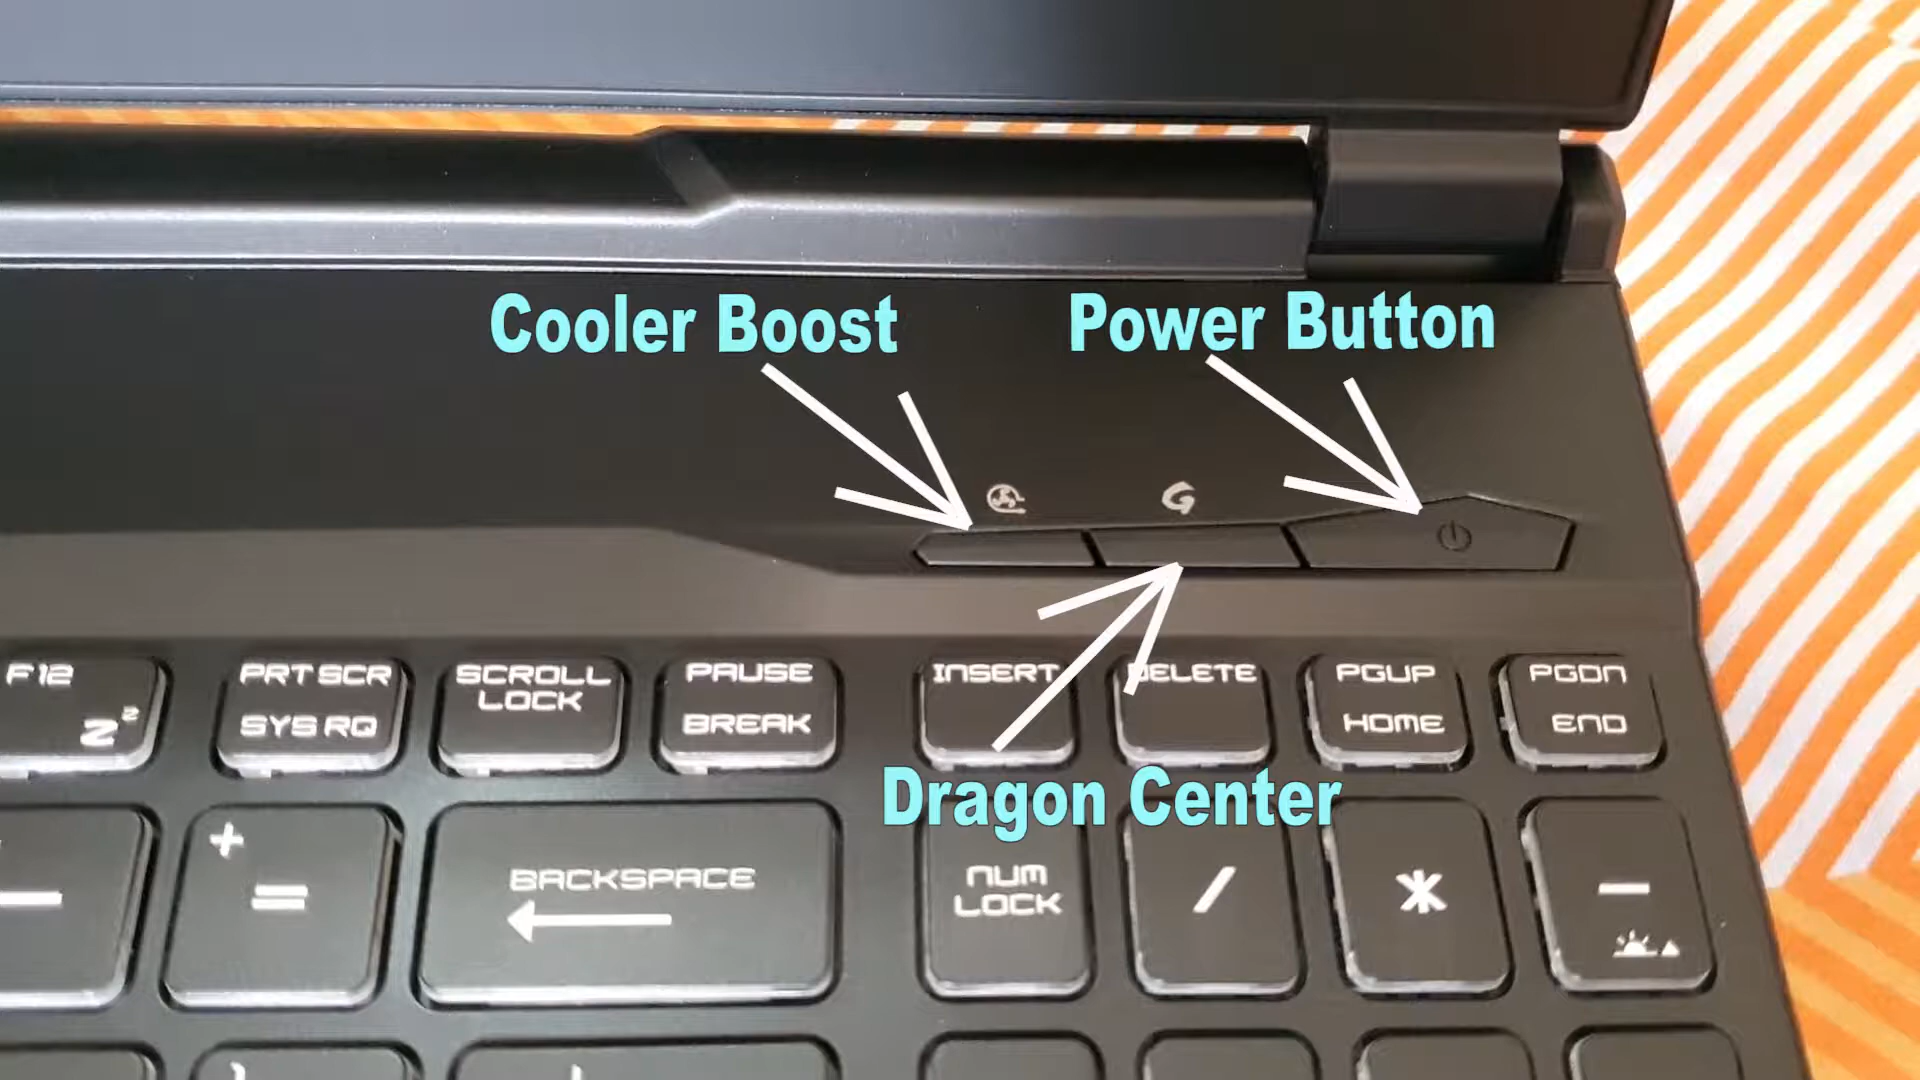 Cooler Boost
Power Button
F12
PRT SCR
SYS RQ
SCROLL
LOCK
PAUSE
BREAK
INSERT
DELETE
PGUP
HOME
PGDN
END
zz
Dragon Center
+
=
BACKSPACE
NUM
LOCK
/
*
-